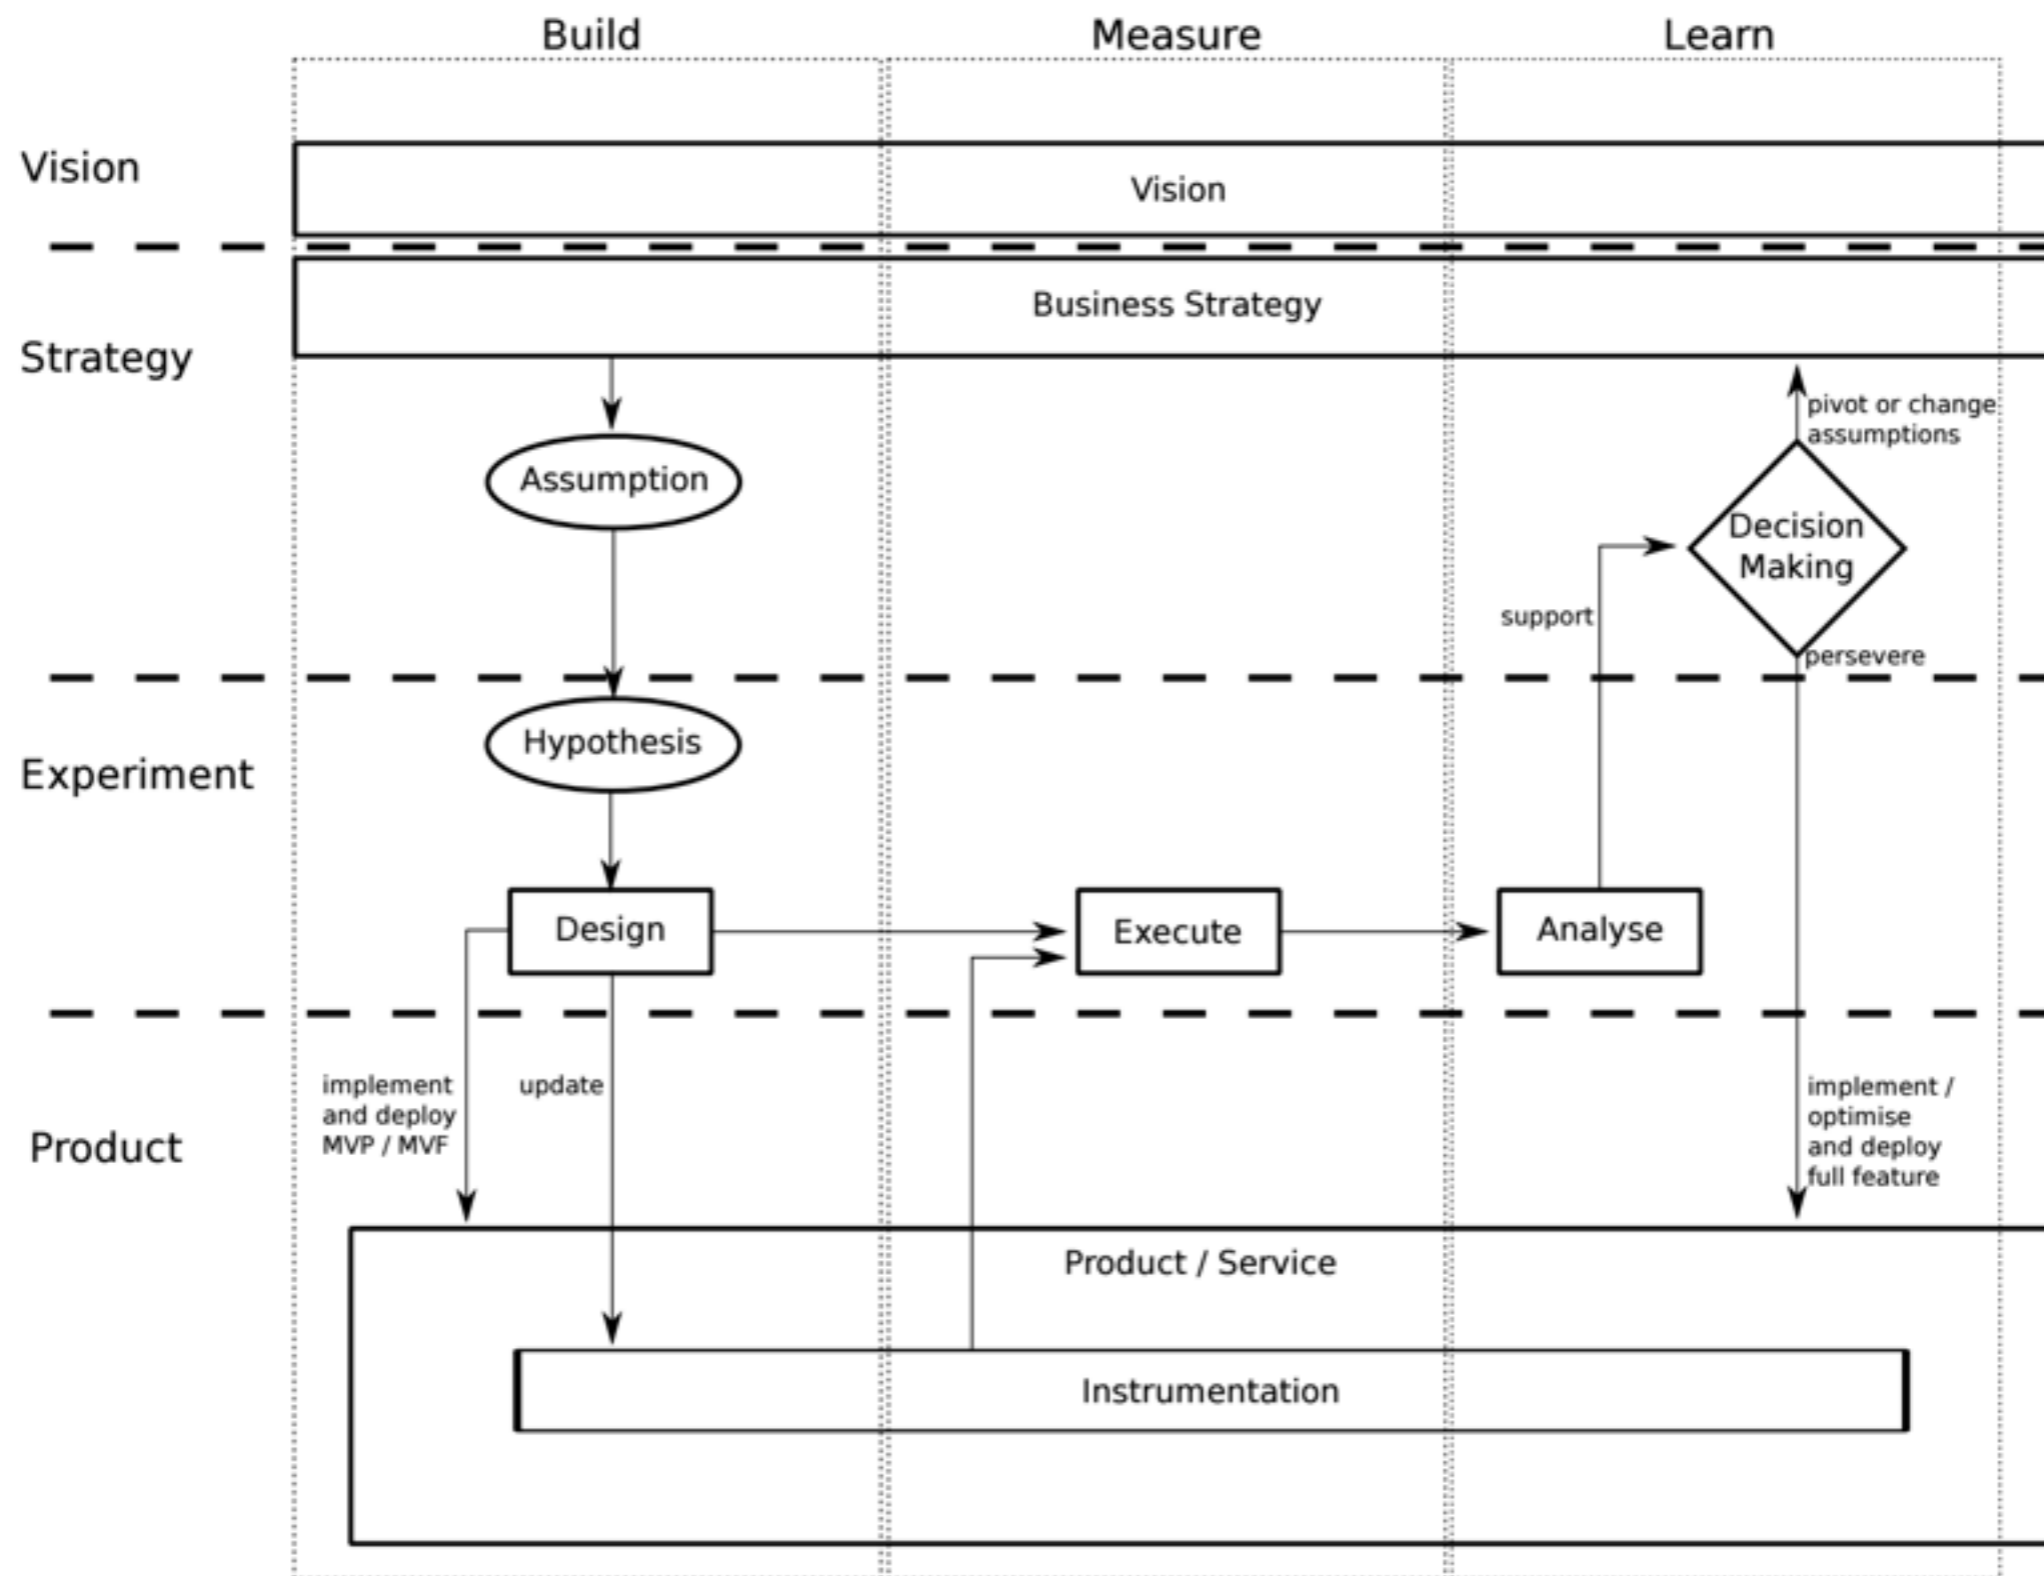 Build
Measure
Learn
Vision
Vision
Business Strategy
Strategy
pivot or change
assumptions
Assumption
Decision
Making
support
persevere
Hypothesis
Experiment
Design
Execute
Analyse
implement
and deploy
MVP / MVF
update
implement /
optimise
and deploy
full feature
Product
Product / Service
Instrumentation